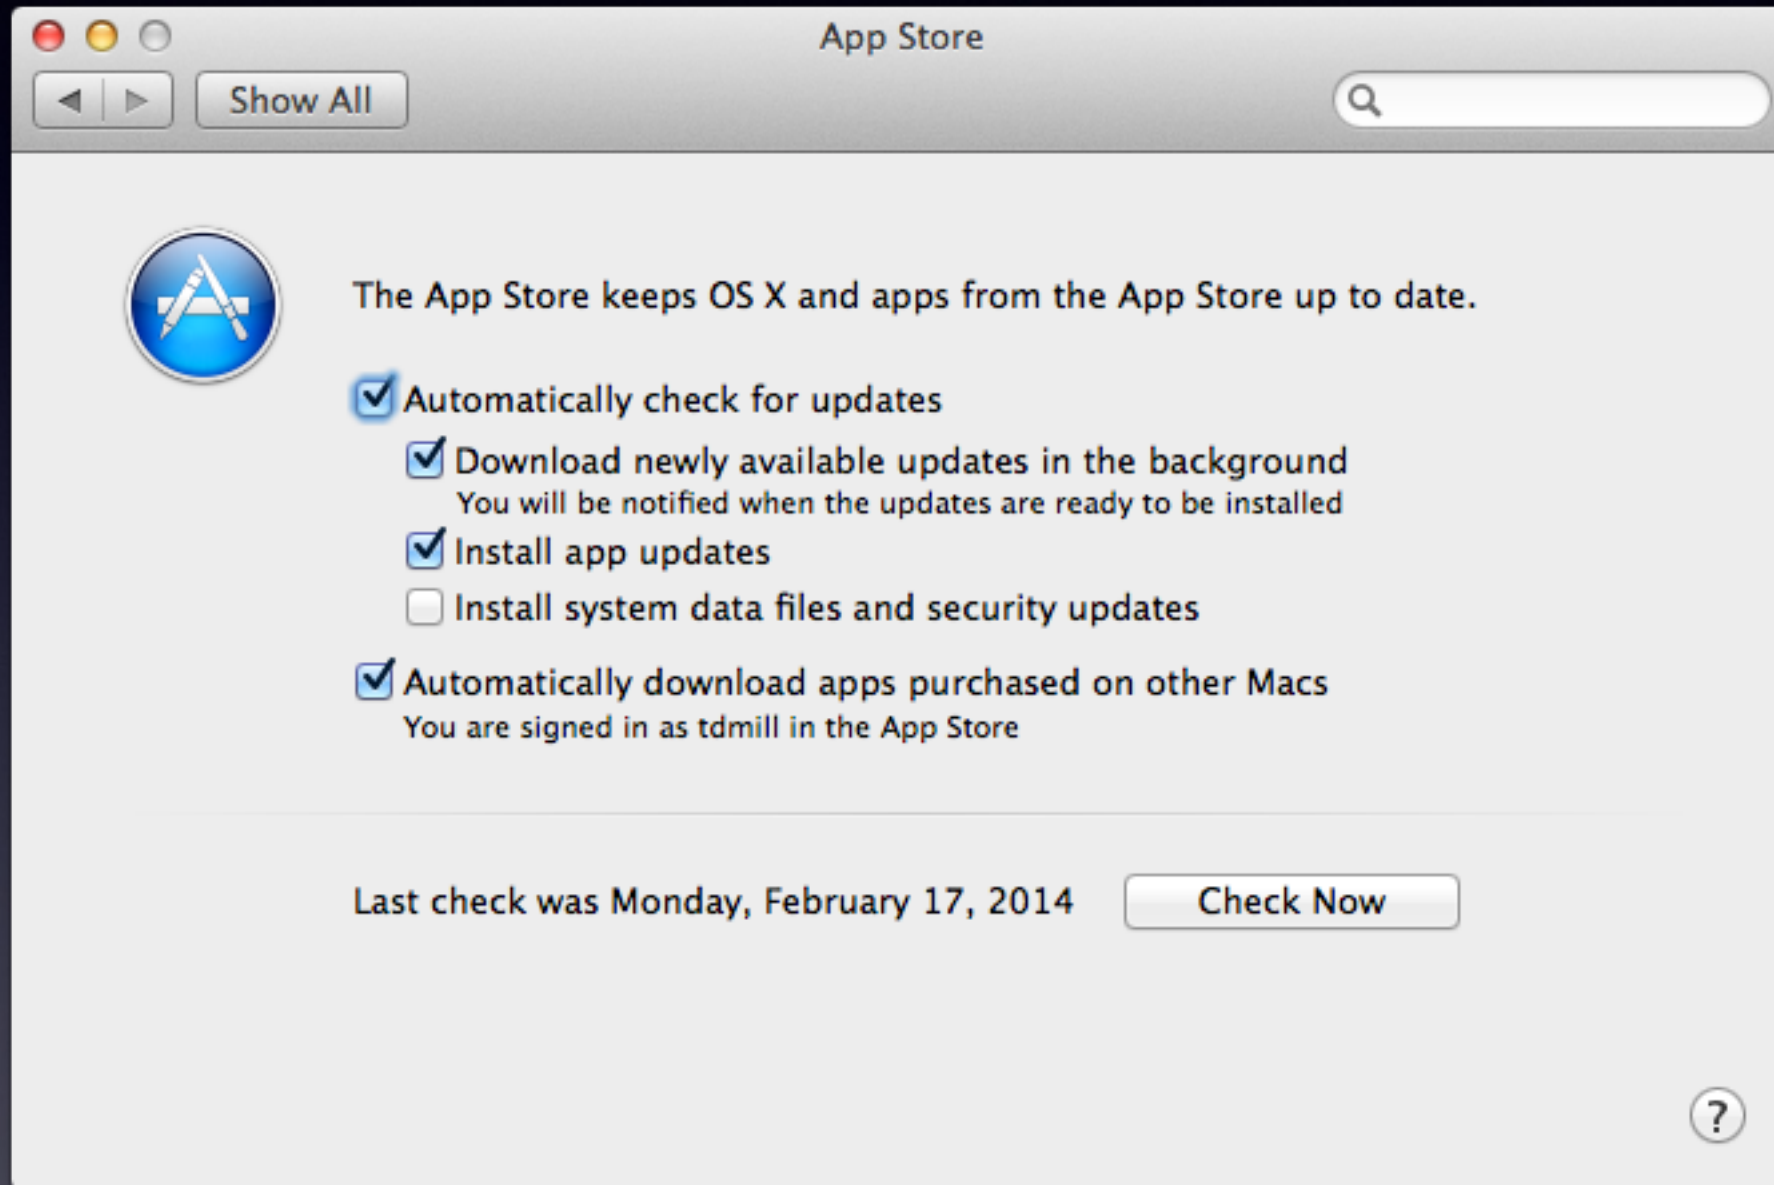 App Store
Show All
The App Store keeps OS X and apps from the App Store up to date.
Automatically check for updates
Download newly available updates in the background
You will be notified when the updates are ready to be installed
Install app updates
Install system data files and security updates
Automatically download apps purchased on other Macs
You are signed in as tdmill in the App Store
Last check was Monday, February 17, 2014
Check Now
?